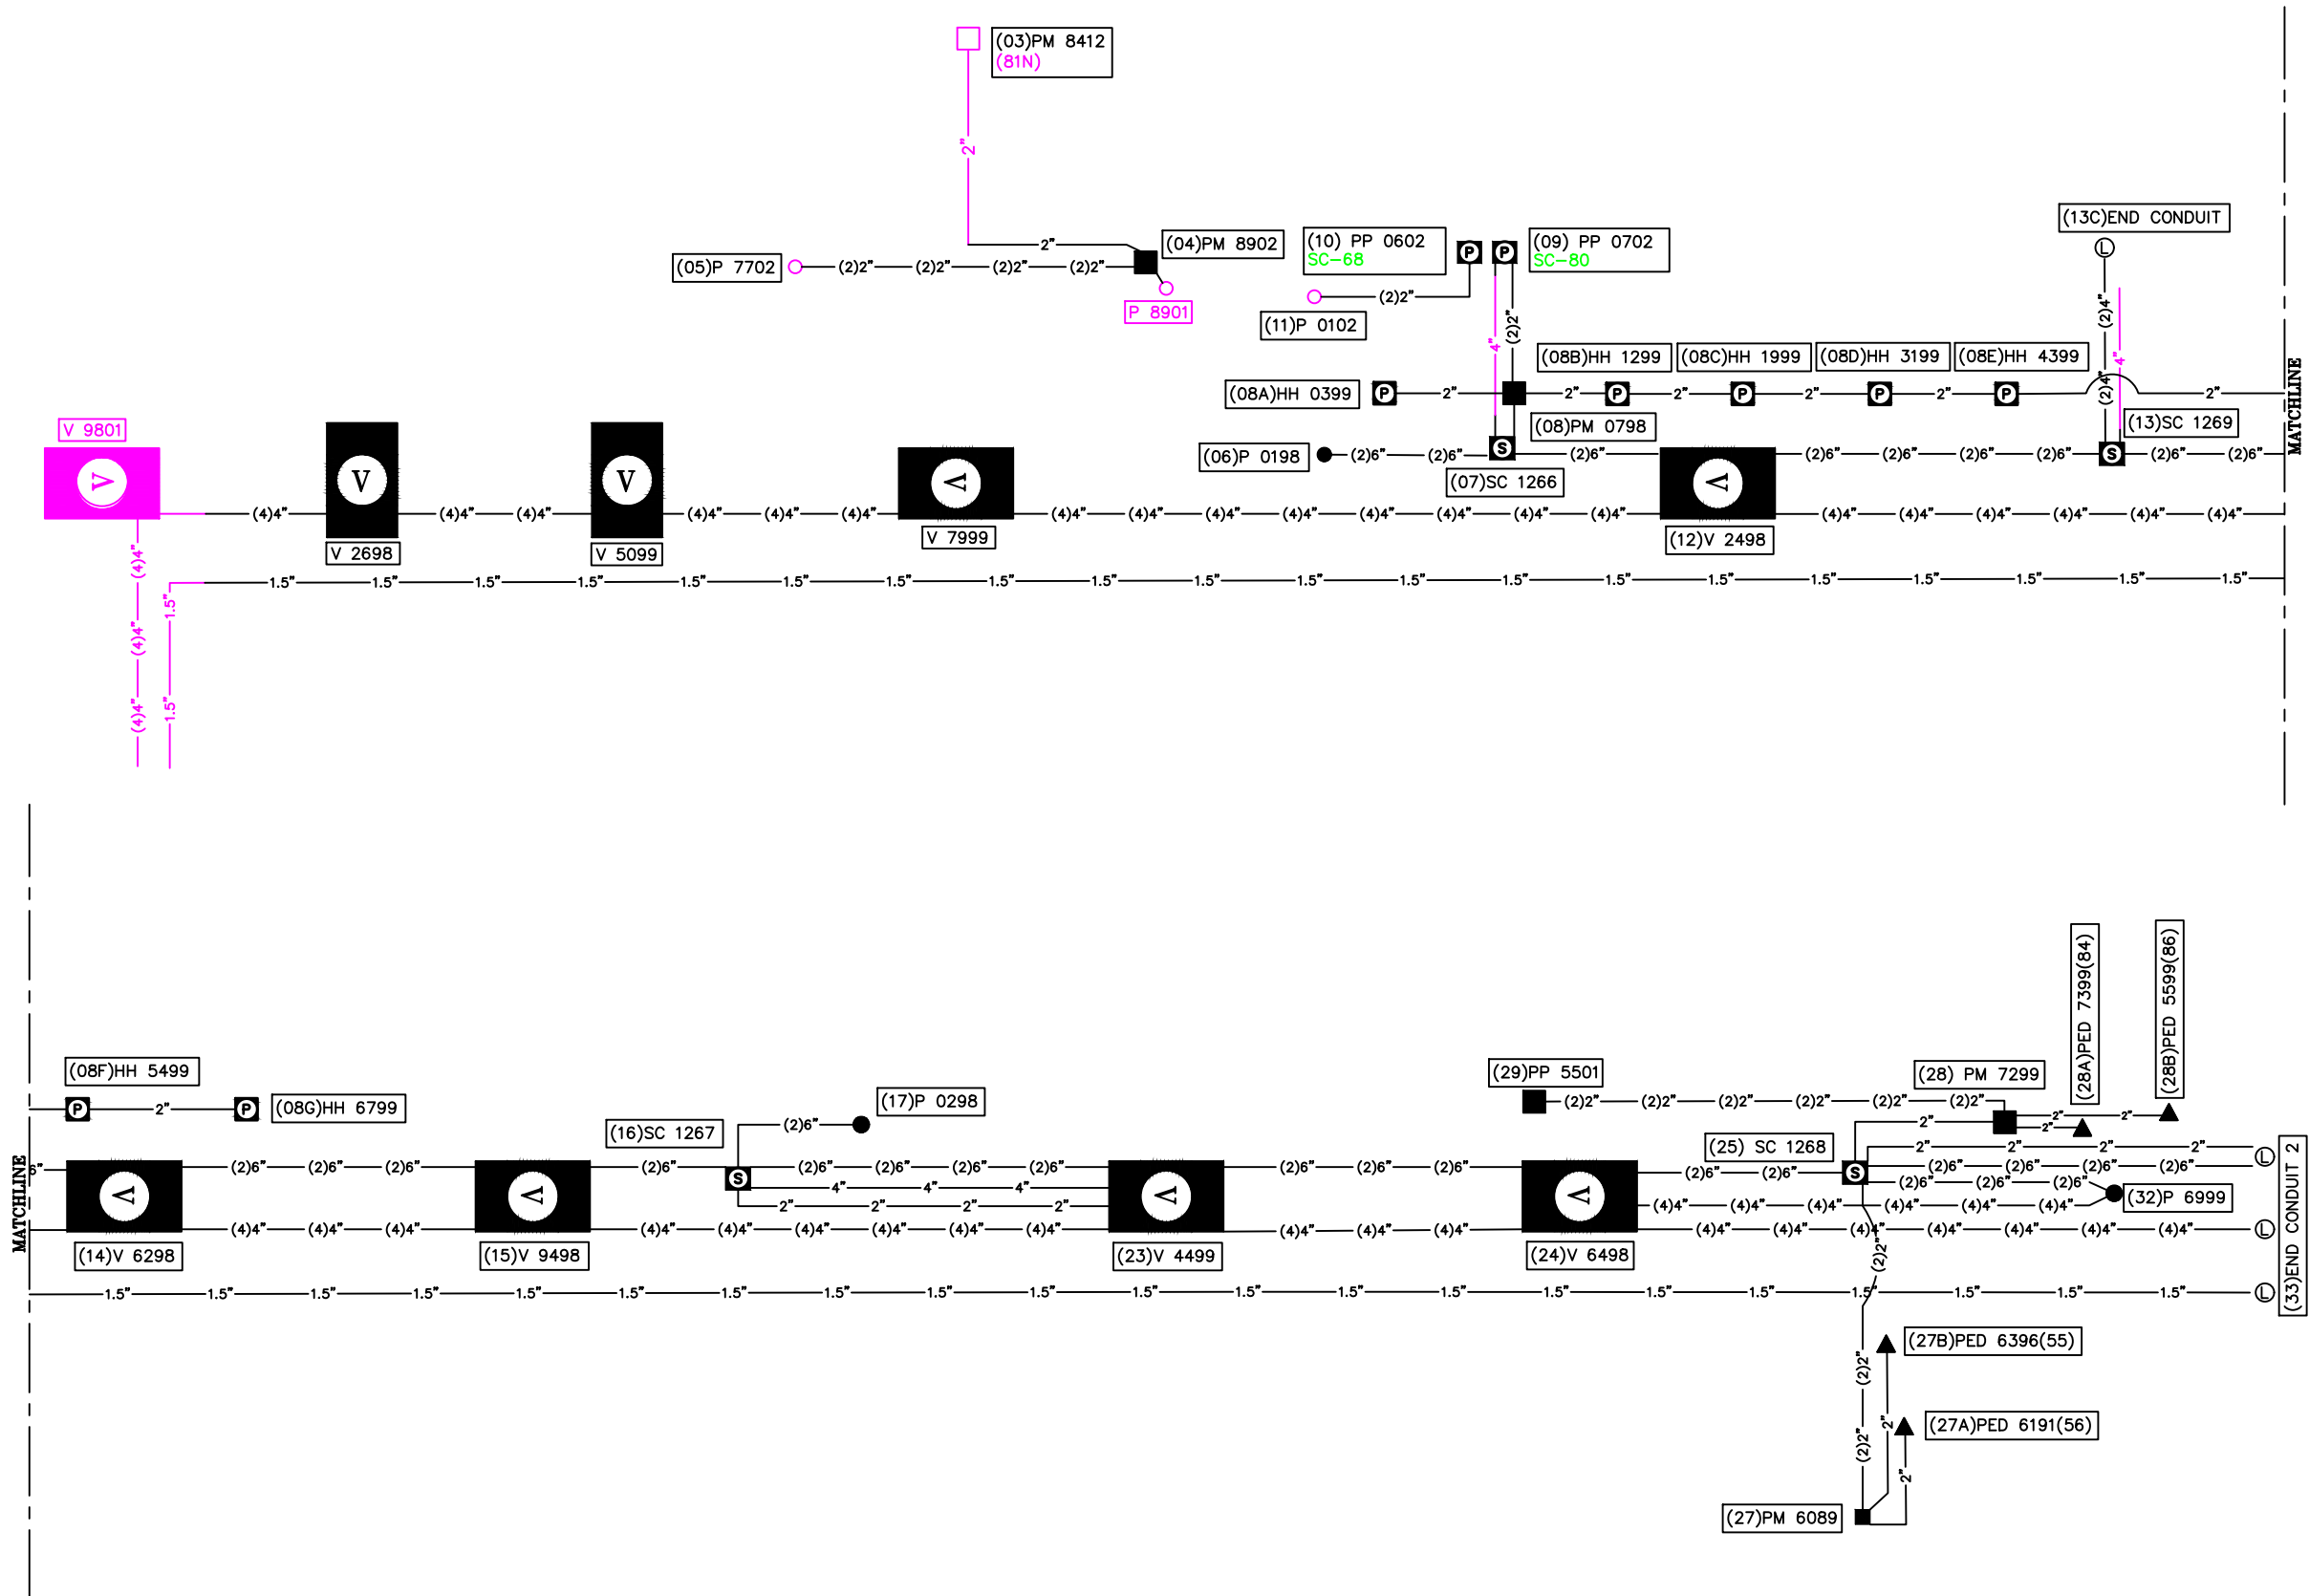 (03)PM 8412
(81N)
2"
(13C)END CONDUIT
(04)PM 8902
(10) PP 0602
SC-68
P
P
(09) PP 0702
SC-80
2"
L
(05)P 7702
(2)2" (2)2" (2)2" (2)2"
P 8901
(2)2"
(11)P 0102
(2)2"
4"
(2)4"
(2)4"
4"
(08B)HH 1299
(08C)HH 1999
(08D)HH 3199
(08E)HH 4399
(08A)HH 0399
P 2" 2" P 2" P 2" P 2" P 2"
MATCHLINE
V 9801
(08)PM 0798
(13)SC 1269
(06)P 0198
(2)6" (2)6" S (2)6" (2)6" (2)6" (2)6" (2)6" S (2)6" (2)6"
V V V V V
(07)SC 1266
(4)4" (4)4" (4)4" (4)4" (4)4" (4)4" (4)4" (4)4" (4)4" (4)4" (4)4" (4)4" (4)4" (4)4" (4)4" (4)4" (4)4" (4)4" (4)4" (4)4"
V 2698
V 5099
V 7999
(12)V 2498
(4)4"
(4)4"
(4)4"
1.5" 1.5" 1.5" 1.5" 1.5" 1.5" 1.5" 1.5" 1.5" 1.5" 1.5" 1.5" 1.5" 1.5" 1.5" 1.5" 1.5" 1.5" 1.5" 1.5"
1.5"
1.5"
(28A)PED 7399(84)
(28B)PED 5599(86)
(08F)HH 5499
(29)PP 5501
(28) PM 7299
P 2" P
(08G)HH 6799
(17)P 0298
(2)2" (2)2" (2)2" (2)2" (2)2" (2)2"
2" 2"
2"
2"
(16)SC 1267
(2)6"
(25) SC 1268
2" 2" 2" 2"
MATCHLINE
6"
(2)6" (2)6" (2)6" (2)6" (2)6" (2)6" (2)6" (2)6" (2)6" (2)6" (2)6"
(2)6" (2)6" S (2)6" (2)6" (2)6" (2)6"
L
S
4" 4" 4"
(2)6" (2)6" (2)6"
2" 2" 2" 2"
V V V V
(4)4" (4)4" (4)4" (4)4" (4)4"
(32)P 6999
(4)4" (4)4" (4)4" (4)4" (4)4" (4)4" (4)4" (4)4" (4)4" (4)4" (4)4" (4)4" (4)4" (4)4" (4)4" (4)4" (4)4" (4)4" (4)4"
L
(14)V 6298
(15)V 9498
(23)V 4499
(24)V 6498
(2)2"
(33)END CONDUIT 2
1.5" 1.5" 1.5" 1.5" 1.5" 1.5" 1.5" 1.5" 1.5" 1.5" 1.5" 1.5" 1.5" 1.5" 1.5" 1.5" 1.5" 1.5" 1.5" 1.5" 1.5"
L
(27B)PED 6396(55)
(2)2"
2"
(27A)PED 6191(56)
(2)2"
2"
(27)PM 6089